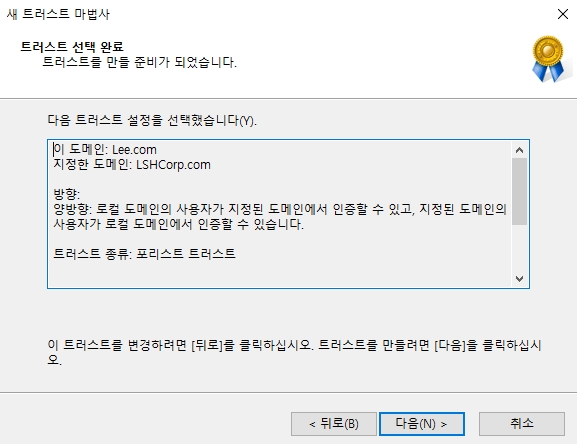 새 트러스트 마법사
트러스트 선택 완료
트러스트를 만들 준비가 되었습니다.
다음 트러스트 설정을 선택했습니다(Y).
이 도메인: Lee.com
지정한 도메인: LSHCorp.com
방향:
양방향: 로컬 도메인의 사용자가 지정된 도메인에서 인증할 수 있고, 지정된 도메인의
사용자가 로컬 도메인에서 인증할 수 있습니다.
트러스트 종류: 포리스트 트러스트
이 트러스트를 변경하려면 [뒤로]를 클릭하십시오. 트러스트를 만들려면 [다음]을 클릭하십시
오.
< 뒤로(B) 다음(N) > 취소